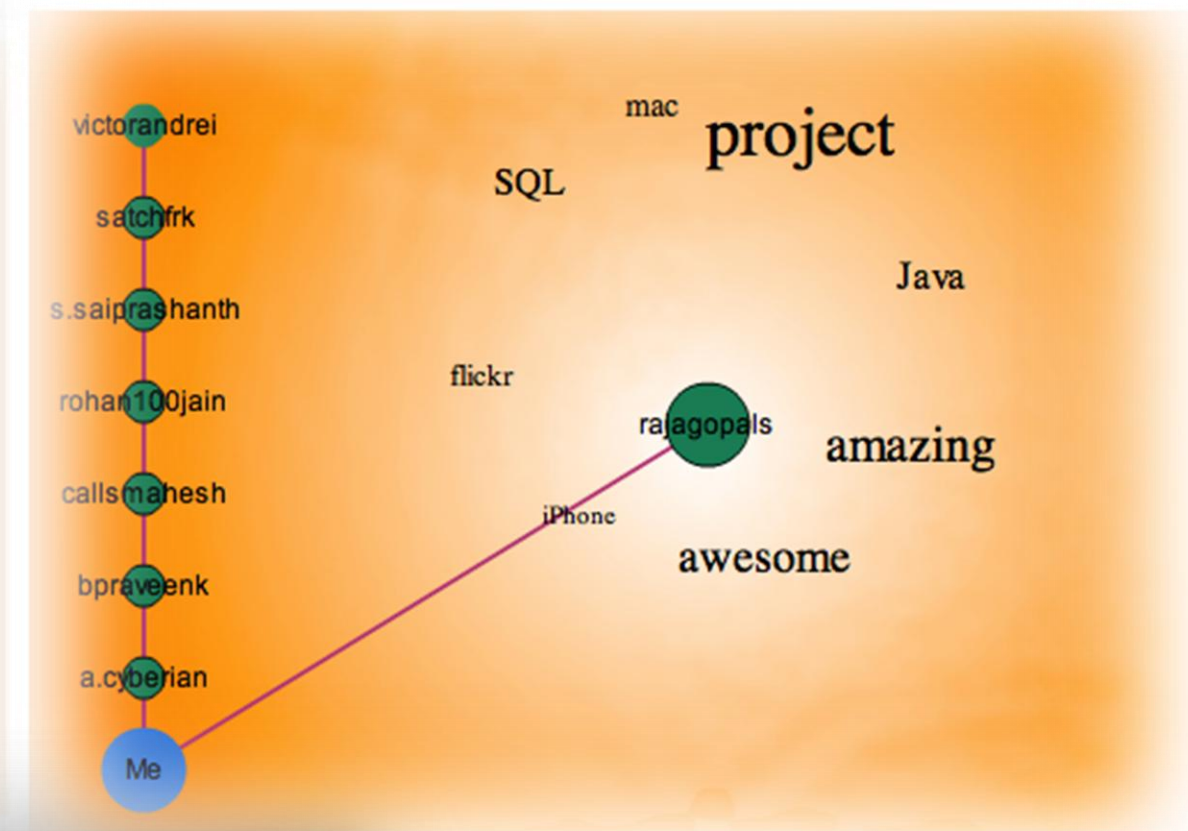 victorandrei
satchfrk
s.saiprashanth
rohan100jain
callsmahesh
bpraveenk
a.cyberian
Me
mac
project
SQL
Java
flickr
rajagopals
amazing
iPhone
awesome